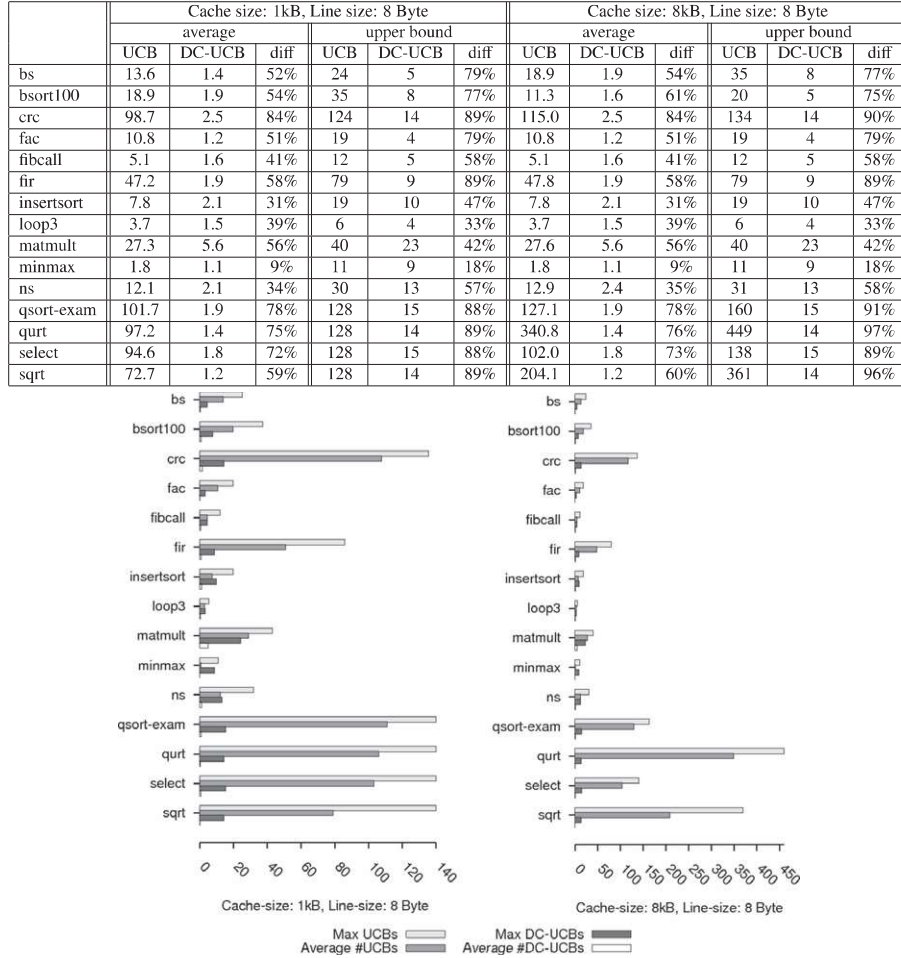 Cache size: 1kB, Line size: 8 Byte Cache size: 8kB, Line size: 8 Byte
average upper bound average upper bound
UCB DC-UCB diff UCB DC-UCB diff UCB DC-UCB diff UCB DC-UCB diff
bs 13.6 1.4 52% 24 5 79% 18.9 1.9 54% 35 8 77%
bsort100 18.9 1.9 54% 35 8 77% 11.3 1.6 61% 20 5 75%
crc 98.7 2.5 84% 124 14 89% 115.0 2.5 84% 134 14 90%
fac 10.8 1.2 51% 19 4 79% 10.8 1.2 51% 19 4 79%
fibcall 5.1 1.6 41% 12 5 58% 5.1 1.6 41% 12 5 58%
fir 47.2 1.9 58% 79 9 89% 47.8 1.9 58% 79 9 89%
insertsort 7.8 2.1 31% 19 10 47% 7.8 2.1 31% 19 10 47%
loop3 3.7 1.5 39% 6 4 33% 3.7 1.5 39% 6 4 33%
matmult 27.3 5.6 56% 40 23 42% 27.6 5.6 56% 40 23 42%
minmax 1.8 1.1 9% 11 9 18% 1.8 1.1 9% 11 9 18%
ns 12.1 2.1 34% 30 13 57% 12.9 2.4 35% 31 13 58%
qsort-exam 101.7 1.9 78% 128 15 88% 127.1 1.9 78% 160 15 91%
qurt 97.2 1.4 75% 128 14 89% 340.8 1.4 76% 449 14 97%
select 94.6 1.8 72% 128 15 88% 102.0 1.8 73% 138 15 89%
sqrt 72.7 1.2 59% 128 14 89% 204.1 1.2 60% 361 14 96%
bs
bsort100
crc
fac
fibcall
fir
insertsort
loop3
matmult
minmax
ns
qsort-exam
qurt
select
sqrt
0 20 40 60 80 100 120 140
Cache-size: 1kB, Line-size: 8 Byte
bs
bsort100
crc
fac
fibcall
fir
insertsort
loop3
matmult
minmax
ns
qsort-exam
qurt
select
sqrt
0 50 100 150 200 250 300 350 400 450
Cache-size: 8kB, Line-size: 8 Byte
Max UCBs Max DC-UCBs
Average #UCBs Average #DC-UCBs